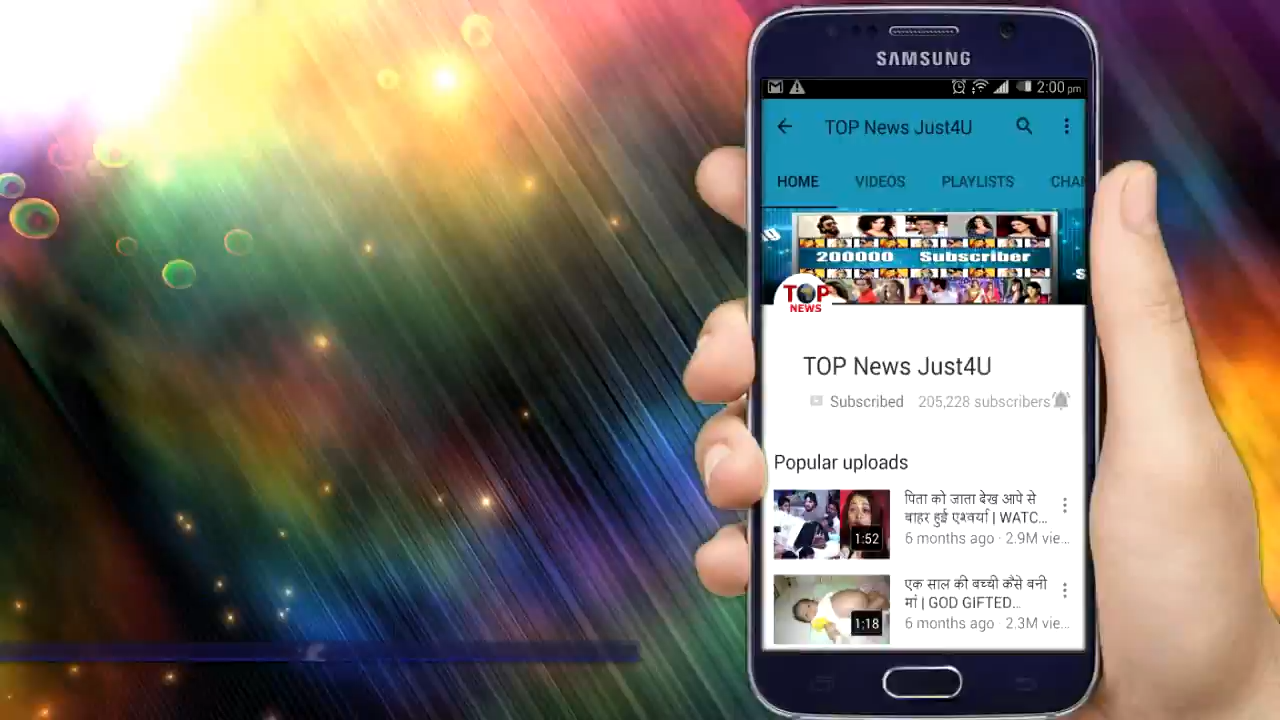 SAMSUNG
2:00 pm
TOP News Just4U
HOME VIDEOS PLAYLISTS CHAN
200000 Subscriber
TOP
NEWS
TOP News Just4U
Subscribed 205,228 subscribers
Popular uploads
पिता को जाता देख आपे से
बाहर हुई एश्वर्या | WATC...
1:52
6 months ago · 2.9M vie...
एक साल की बच्ची कैसे बनी
मां | GOD GIFTED...
1:18
6 months ago · 2.3M vie...